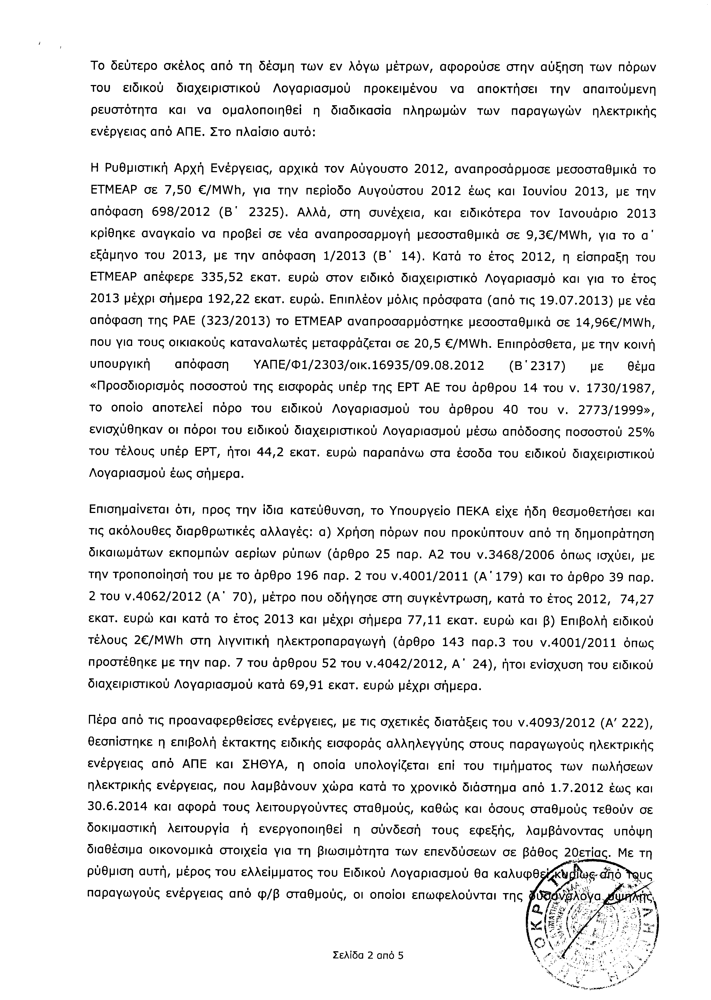 Το δεύτερο σκέλος από τη δέσμη των εν λόγω μέτρων, αφορούσε στην αύξηση των πόρων
του ειδικού διαχειριστικού Λογαριασμού προκειμένου να αποκτήσει την απαιτούμενη
ρευστότητα και να ομαλοποιηθεί η διαδικασία πληρωμών των παραγωγών ηλεκτρικής
ενέργειας από ΑΠΕ. Στο πλαίσιο αυτό:
Η Ρυθμιστική Αρχή Ενέργειας, αρχικά τον Αύγουστο 2012, αναπροσάρμοσε μεσοσταθμικά το
ΕΤΜΕΑΡ σε 7,50 €/MWh, για την περίοδο Αυγούστου 2012 έως και Ιουνίου 2013, με την
απόφαση 698/2012 (Β΄ 2325). Αλλά, στη συνέχεια, και ειδικότερα τον Ιανουάριο 2013
κρίθηκε αναγκαίο να προβεί σε νέα αναπροσαρμογή μεσοσταθμικά σε 9,3€/MWh, για το α΄
εξάμηνο του 2013, με την απόφαση 1/2013 (Β΄ 14). Κατά το έτος 2012, η είσπραξη του
ΕΤΜΕΑΡ απέφερε 335,52 εκατ. ευρώ στον ειδικό διαχειριστικό Λογαριασμό και για το έτος
2013 μέχρι σήμερα 192,22 εκατ. ευρώ. Επιπλέον μόλις πρόσφατα (από τις 19.07.2013) με νέα
απόφαση της ΡΑΕ (323/2013) το ΕΤΜΕΑΡ αναπροσαρμόστηκε μεσοσταθμικά σε 14,96€/MWh,
που για τους οικιακούς καταναλωτές μεταφράζεται σε 20,5 €/MWh. Επιπρόσθετα, με την κοινή
υπουργική απόφαση ΥΑΠΕ/Φ1/2303/οικ.16935/09.08.2012 (Β΄2317) με θέμα
«Προσδιορισμός ποσοστού της εισφοράς υπέρ της ΕΡΤ ΑΕ του άρθρου 14 του ν. 1730/1987,
το οποίο αποτελεί πόρο του ειδικού Λογαριασμού του άρθρου 40 του ν. 2773/1999»,
ενισχύθηκαν οι πόροι του ειδικού διαχειριστικού Λογαριασμού μέσω απόδοσης ποσοστού 25%
του τέλους υπέρ ΕΡΤ, ήτοι 44,2 εκατ. ευρώ παραπάνω στα έσοδα του ειδικού διαχειριστικού
Λογαριασμού έως σήμερα.
Επισημαίνεται ότι, προς την ίδια κατεύθυνση, το Υπουργείο ΠΕΚΑ είχε ήδη θεσμοθετήσει και
τις ακόλουθες διαρθρωτικές αλλαγές: α) Χρήση πόρων που προκύπτουν από τη δημοπράτηση
δικαιωμάτων εκπομπών αερίων ρύπων (άρθρο 25 παρ. Α2 του ν.3468/2006 όπως ισχύει, με
την τροποποίησή του με το άρθρο 196 παρ. 2 του ν.4001/2011 (Α΄179) και το άρθρο 39 παρ.
2 του ν.4062/2012 (Α΄ 70), μέτρο που οδήγησε στη συγκέντρωση, κατά το έτος 2012, 74,27
εκατ. ευρώ και κατά το έτος 2013 και μέχρι σήμερα 77,11 εκατ. ευρώ και β) Επιβολή ειδικού
τέλους 2€/MWh στη λιγνιτική ηλεκτροπαραγωγή (άρθρο 143 παρ.3 του ν.4001/2011 όπως
προστέθηκε με την παρ. 7 του άρθρου 52 του ν.4042/2012, Α΄ 24), ήτοι ενίσχυση του ειδικού
διαχειριστικού Λογαριασμού κατά 69,91 εκατ. ευρώ μέχρι σήμερα.
Πέρα από τις προαναφερθείσες ενέργειες, με τις σχετικές διατάξεις του ν.4093/2012 (Α′ 222),
θεσπίστηκε η επιβολή έκτακτης ειδικής εισφοράς αλληλεγγύης στους παραγωγούς ηλεκτρικής
ενέργειας από ΑΠΕ και ΣΗΘΥΑ, η οποία υπολογίζεται επί του τιμήματος των πωλήσεων
ηλεκτρικής ενέργειας, που λαμβάνουν χώρα κατά το χρονικό διάστημα από 1.7.2012 έως και
30.6.2014 και αφορά τους λειτουργούντες σταθμούς, καθώς και όσους σταθμούς τεθούν σε
δοκιμαστική λειτουργία ή ενεργοποιηθεί η σύνδεσή τους εφεξής, λαμβάνοντας υπόψη
διαθέσιμα οικονομικά στοιχεία για τη βιωσιμότητα των επενδύσεων σε βάθος 20ετίας. Με τη
ρύθμιση αυτή, μέρος του ελλείμματος του Ειδικού Λογαριασμού θα καλυφθεί κυρίως από τους
παραγωγούς ενέργειας από φ/β σταθμούς, οι οποίοι επωφελούνται της δυσανάλογα υψηλής
Σελίδα 2 από 5